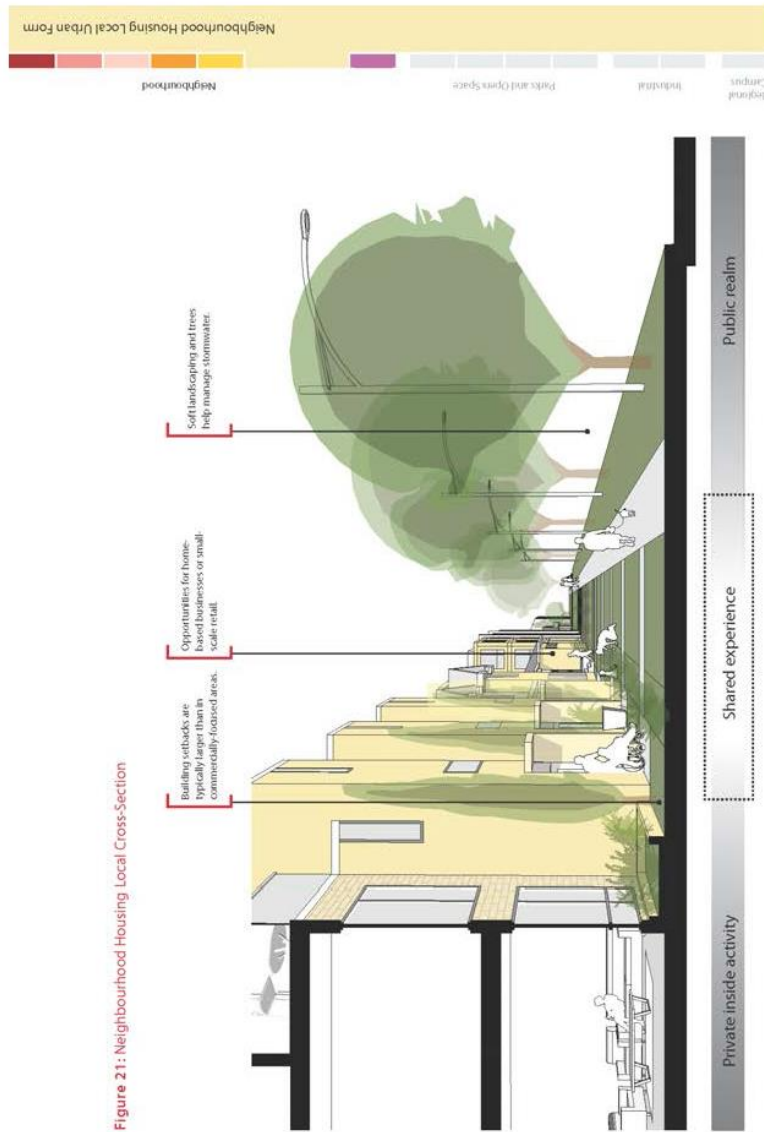 Neighbourhood Housing Local Urban Form
Neighbourhood
Parks and Open Space
Industrial
Regional
Campus
Figure 21: Neighbourhood Housing Local Cross-Section
Building setbacks are
typically larger than in
commercially-focused areas.
Opportunities for home-
based businesses or small-
scale retail.
Soft landscaping and trees
help manage stormwater.
Private inside activity
Shared experience
Public realm